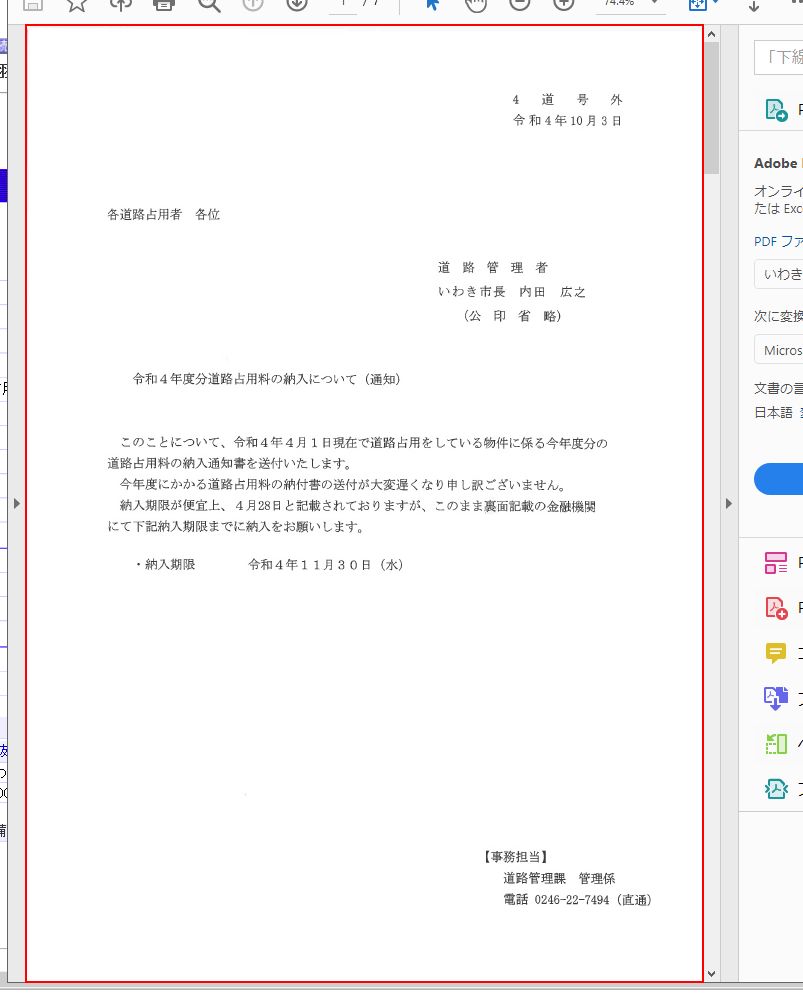 1 / 7
74.4%
4 道 号 外
令和４年10月３日
各道路占用者 各位
道 路 管 理 者
いわき市長 内田 広之
（公 印 省 略）
令和４年度分道路占用料の納入について（通知）
このことについて、令和４年４月１日現在で道路占用をしている物件に係る今年度分の
道路占用料の納入通知書を送付いたします。
今年度にかかる道路占用料の納付書の送付が大変遅くなり申し訳ございません。
納入期限が便宜上、４月28日と記載されておりますが、このまま裏面記載の金融機関
にて下記納入期限までに納入をお願いします。
・納入期限 令和４年１１月３０日（水）
【事務担当】
道路管理課 管理係
電話 0246-22-7494（直通）
「下線
Adobe
オンライ
たは Exc
PDF ファ
いわき
次に変換
Micros
文書の言
日本語